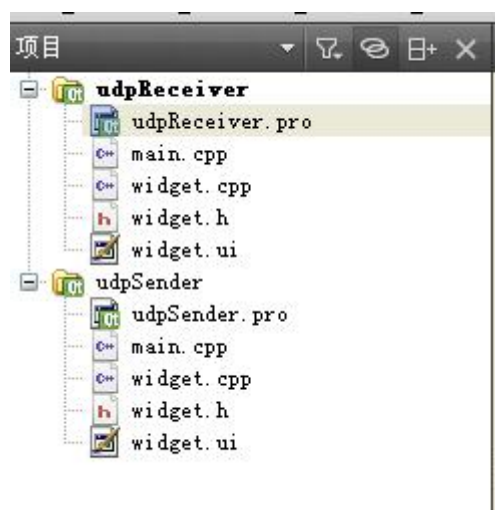 项目
udpReceiver
udpReceiver.pro
main.cpp
widget.cpp
widget.h
widget.ui
udpSender
udpSender.pro
main.cpp
widget.cpp
widget.h
widget.ui